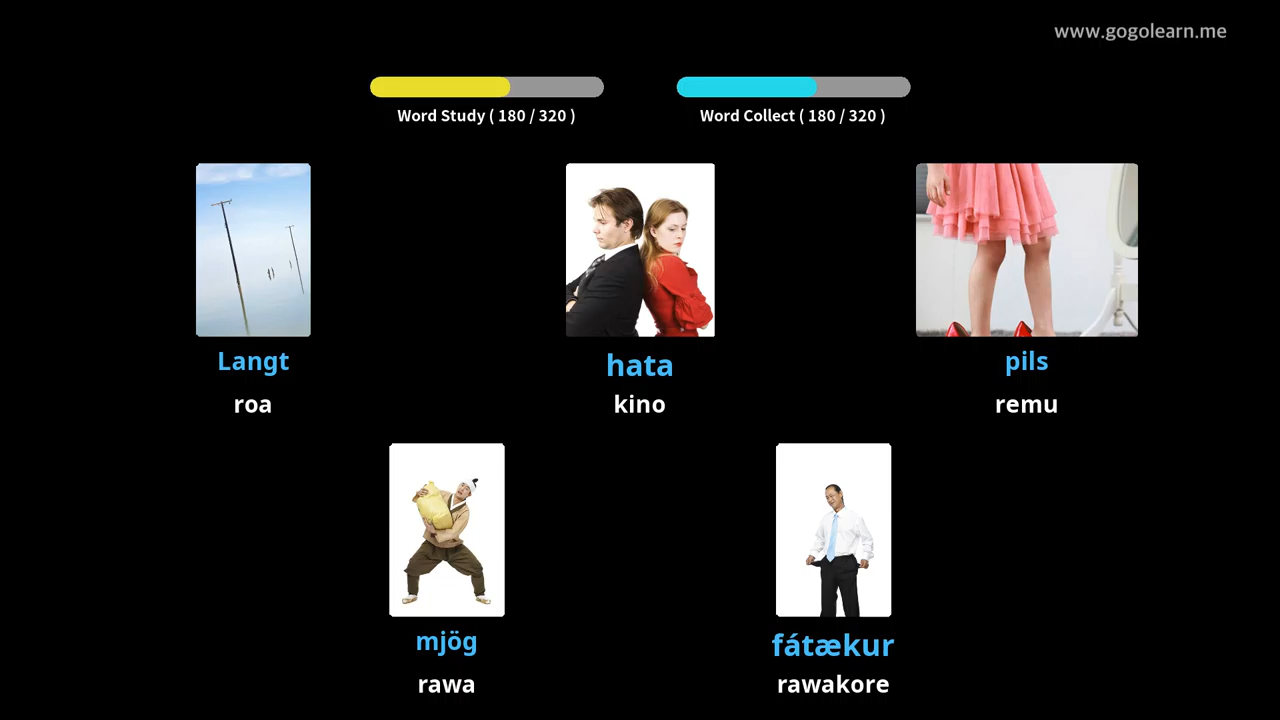 www.gogolearn.me
Word Study ( 180 / 320 )
Word Collect ( 180 / 320 )
Langt
roa
hata
kino
pils
remu
mjög
rawa
fátækur
rawakore